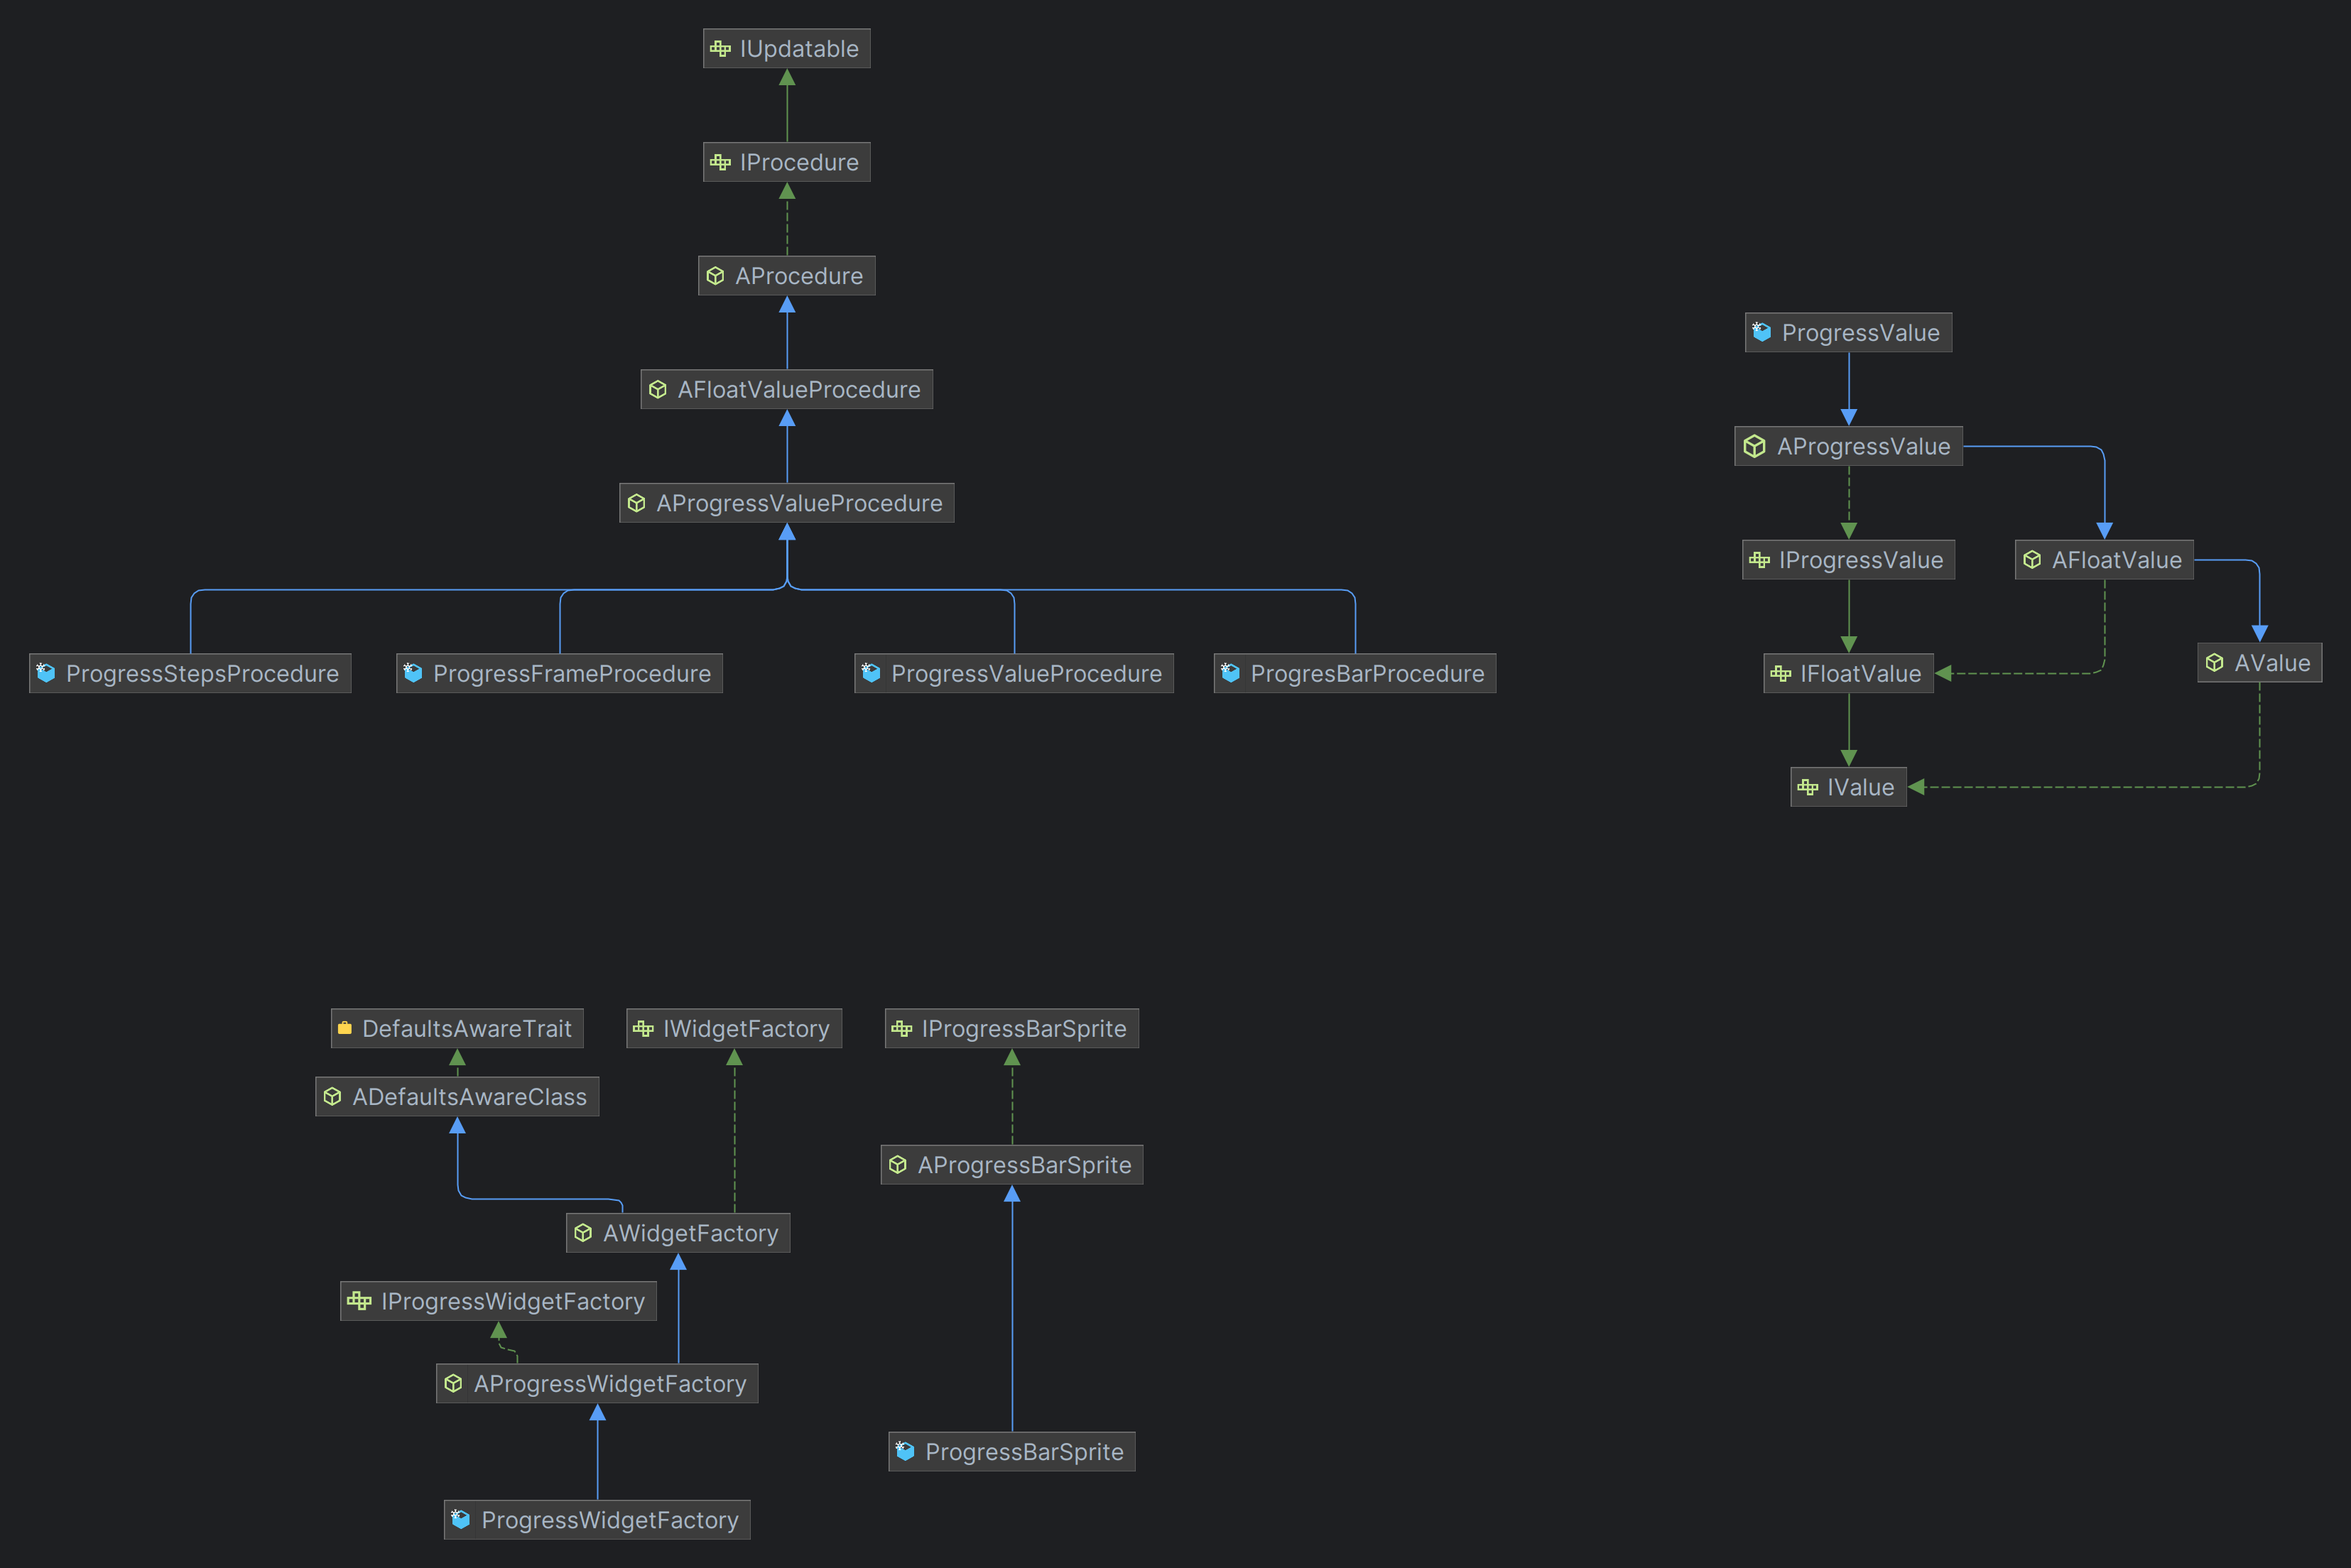 IUpdatable
IProcedure
AProcedure
AFloatValueProcedure
AProgressValueProcedure
ProgressStepsProcedure
ProgressFrameProcedure
ProgressValueProcedure
ProgresBarProcedure
ProgressValue
AProgressValue
IProgressValue
AFloatValue
IFloatValue
AValue
IValue
DefaultsAwareTrait
IWidgetFactory
IProgressBarSprite
ADefaultsAwareClass
AProgressBarSprite
AWidgetFactory
IProgressWidgetFactory
AProgressWidgetFactory
ProgressBarSprite
ProgressWidgetFactory